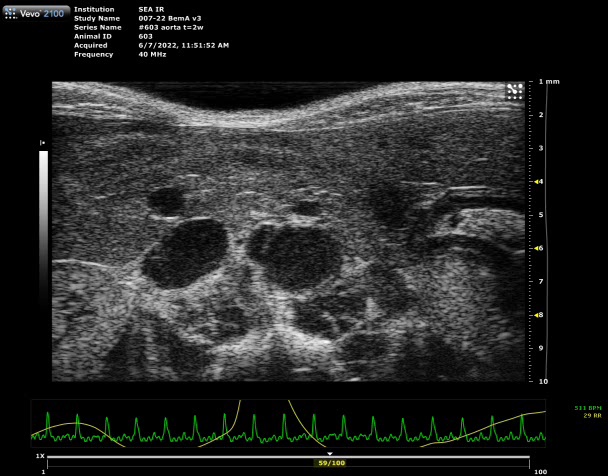 Vevo 2100
Institution SEA IR
Study Name 007-22 BemA v3
Series Name #603 aorta t=2w
Animal ID 603
Acquired 6/7/2022, 11:51:52 AM
Frequency 40 MHz
1 mm
2
3
4
5
6
7
8
9
10
BPM
29 RR
1X
59/100
1 100